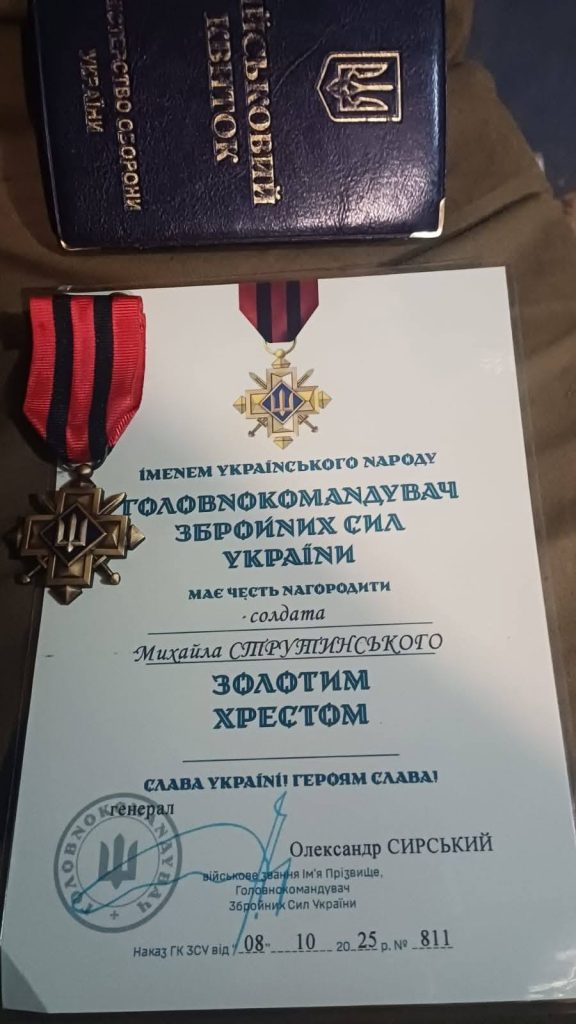 КВИТОК
МІНІСТЕРСТВО ОБОРОНИ
УКРАЇНИ
ІМЕНЕМ УКРАЇНСЬКОГО НАРОДУ
ГОЛОВНОКОМАНДУВАЧ
ЗБРОЙНИХ СИЛ
УКРАЇНИ
МАЄ ЧЕСТЬ НАГОРОДИТИ
солдата
Михайла СТРУТИНСЬКОГО
ЗОЛОТИМ
ХРЕСТОМ
СЛАВА УКРАЇНІ! ГЕРОЯМ СЛАВА!
генерал
ГОЛОВНОКОМАНДУВАЧ
Олександр СИРСЬКИЙ
військове звання Ім'я Прізвище,
Головнокомандувач
Збройних Сил України
Наказ ГК ЗСУ від "08" 10 2025 р. № 811